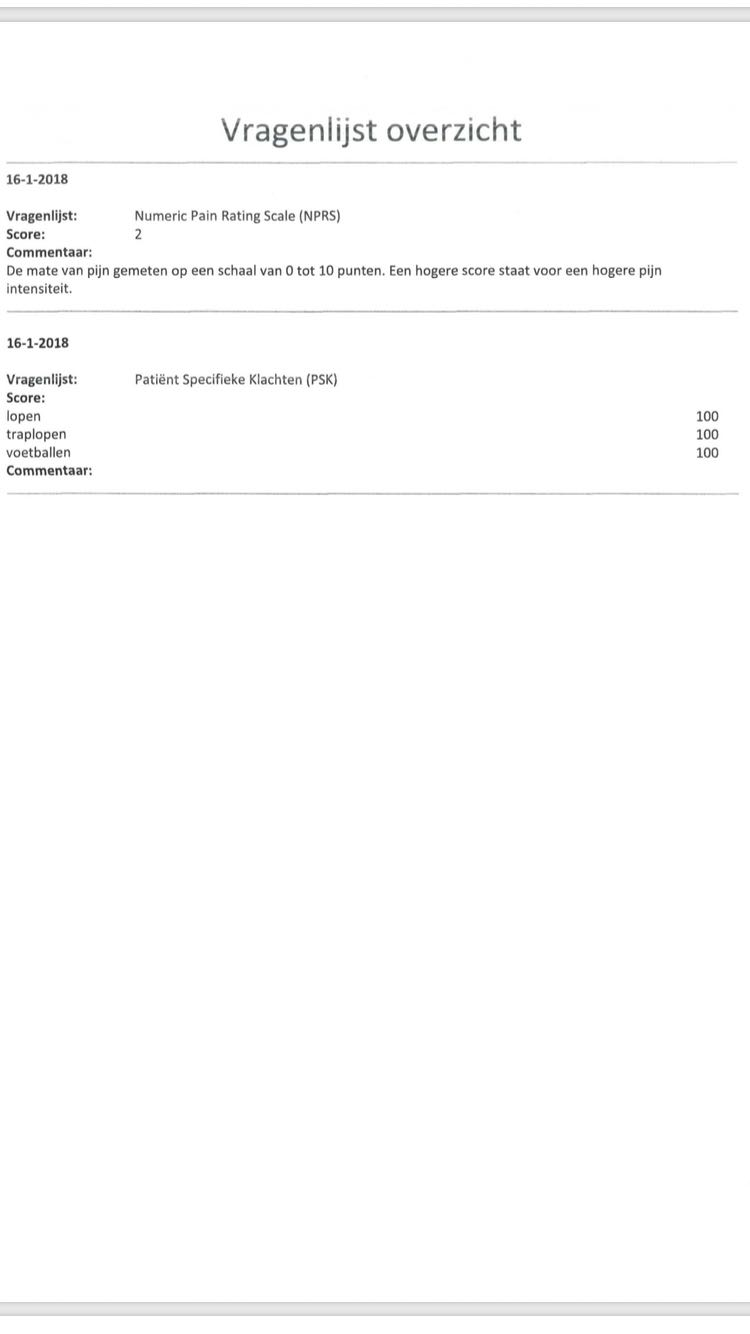 Vragenlijst overzicht
16-1-2018
Vragenlijst: Numeric Pain Rating Scale (NPRS)
Score: 2
Commentaar:
De mate van pijn gemeten op een schaal van 0 tot 10 punten. Een hogere score staat voor een hogere pijn
intensiteit.
16-1-2018
Vragenlijst: Patiënt Specifieke Klachten (PSK)
Score:
lopen 100
traplopen 100
voetballen 100
Commentaar: